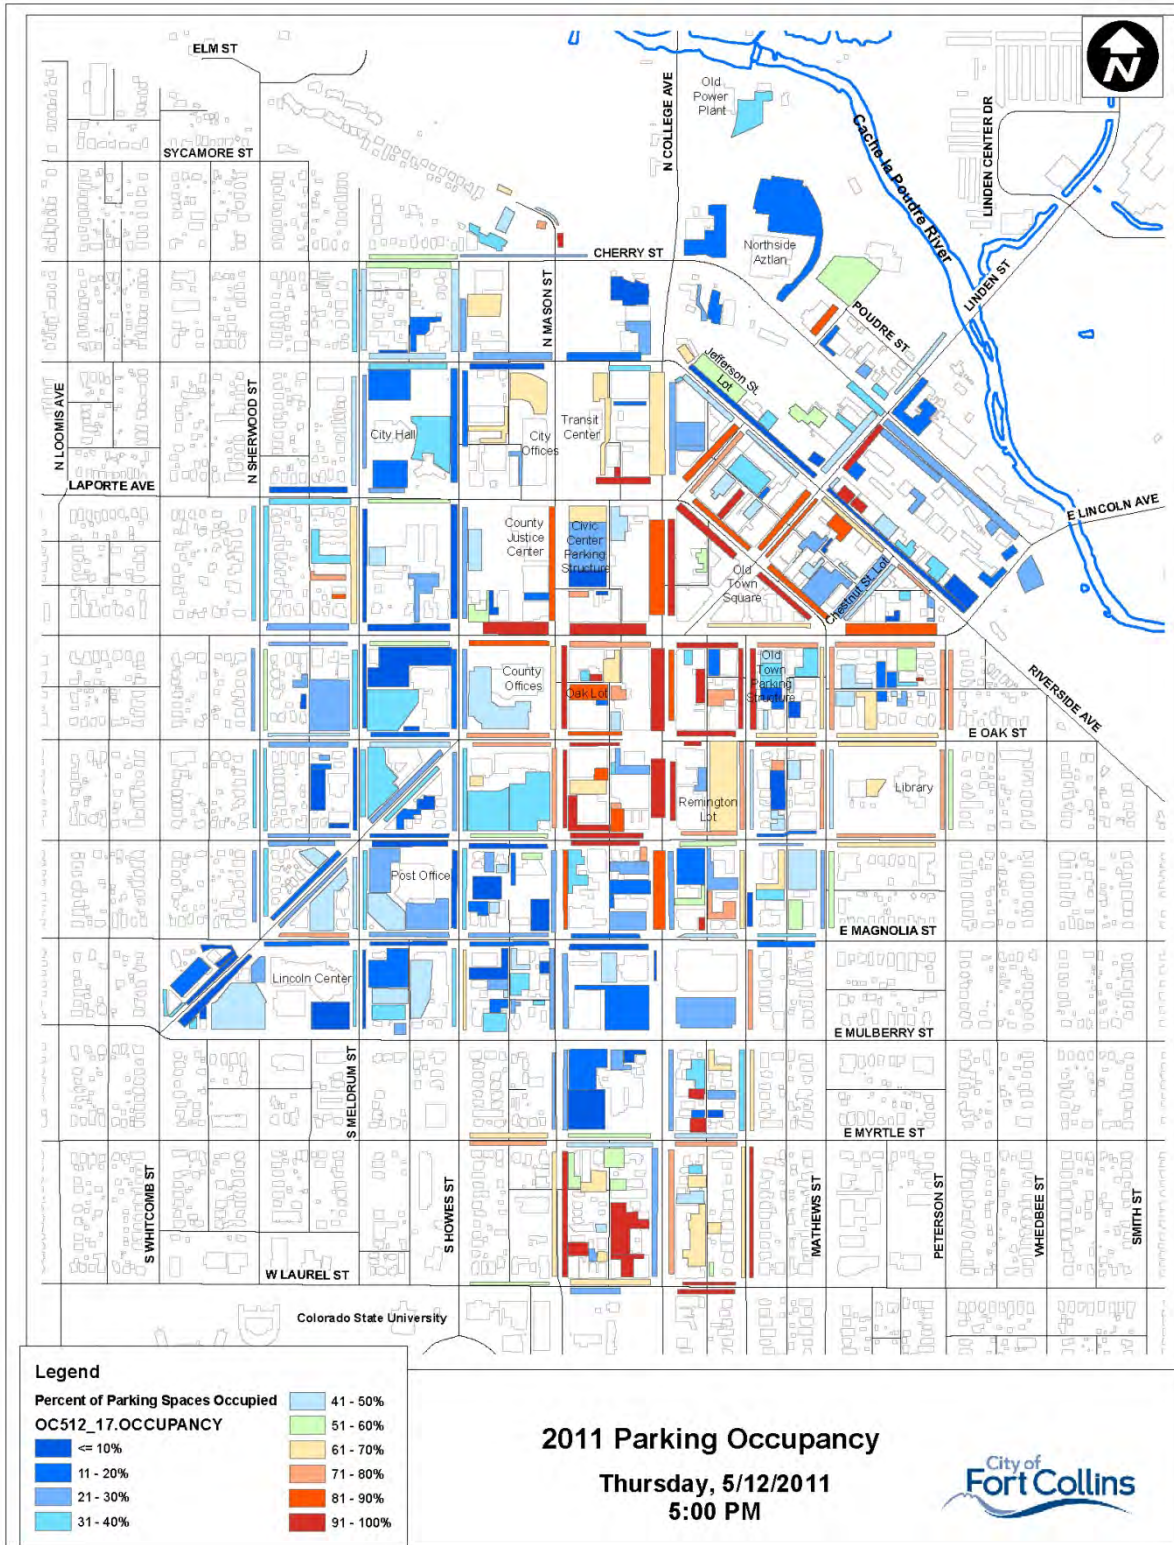 ELM ST
N
Old
Power
Plant
N COLLEGE AVE
LINDEN CENTER DR
Cache la Poudre River
SYCAMORE ST
Northside
Aztlan
CHERRY ST
N MASON ST
LINDEN ST
POUDRE ST
Jefferson St.
Lot
N LOOMIS AVE
N SHERWOOD ST
City Hall
City
Offices
Transit
Center
LAPORTE AVE
E LINCOLN AVE
County
Justice
Center
Civic
Center
Parking
Structure
Old
Town
Square
Chestnut St. Lot
County
Offices
Oak Lot
Old
Town
Parking
Structure
RIVERSIDE AVE
E OAK ST
Remington
Lot
Library
Post Office
E MAGNOLIA ST
Lincoln Center
E MULBERRY ST
S MELDRUM ST
E MYRTLE ST
S WHITCOMB ST
S HOWES ST
MATHEWS ST
PETERSON ST
WHEDBEE ST
SMITH ST
W LAUREL ST
Colorado State University
Legend
Percent of Parking Spaces Occupied
OC512_17.OCCUPANCY
<= 10%
11 - 20%
21 - 30%
31 - 40%
41 - 50%
51 - 60%
61 - 70%
71 - 80%
81 - 90%
91 - 100%
2011 Parking Occupancy
Thursday, 5/12/2011
5:00 PM
City of
Fort Collins